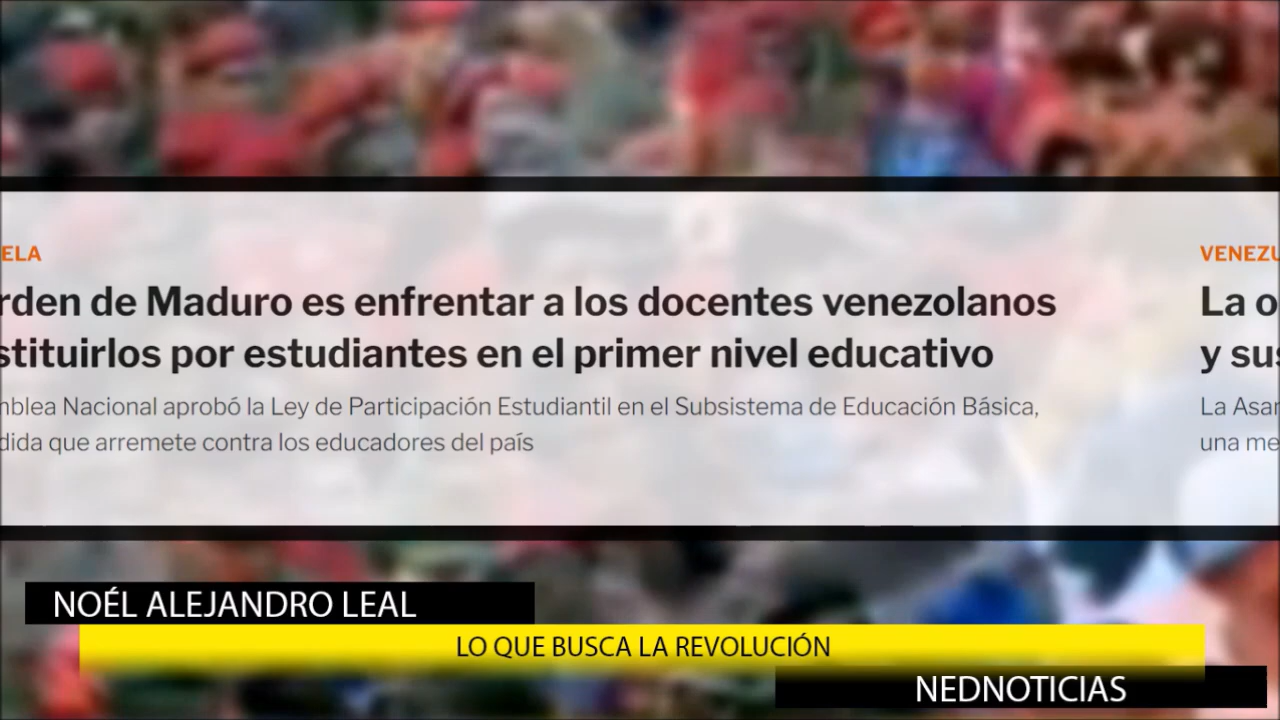 ELA
rden de Maduro es enfrentar a los docentes venezolanos
stituirlos por estudiantes en el primer nivel educativo
nblea Nacional aprobó la Ley de Participación Estudiantil en el Subsistema de Educación Básica,
dida que arremete contra los educadores del país
VENEZU
La o
y sus
La Asar
una me
NOÉL ALEJANDRO LEAL
LO QUE BUSCA LA REVOLUCIÓN
NEDNOTICIAS